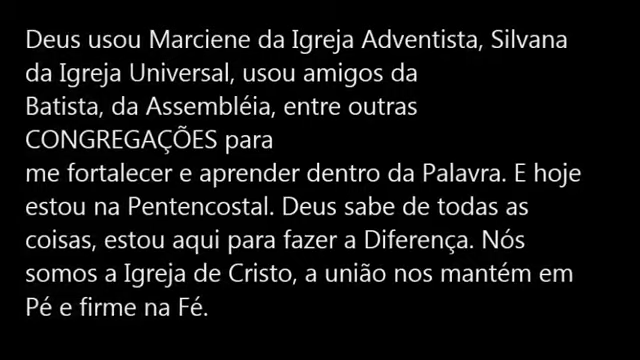 Deus usou Marciene da Igreja Adventista, Silvana
da Igreja Universal, usou amigos da
Batista, da Assembléia, entre outras
CONGREGAÇÕES para
me fortalecer e aprender dentro da Palavra. E hoje
estou na Pentencostal. Deus sabe de todas as
coisas, estou aqui para fazer a Diferença. Nós
somos a Igreja de Cristo, a união nos mantém em
Pé e firme na Fé.